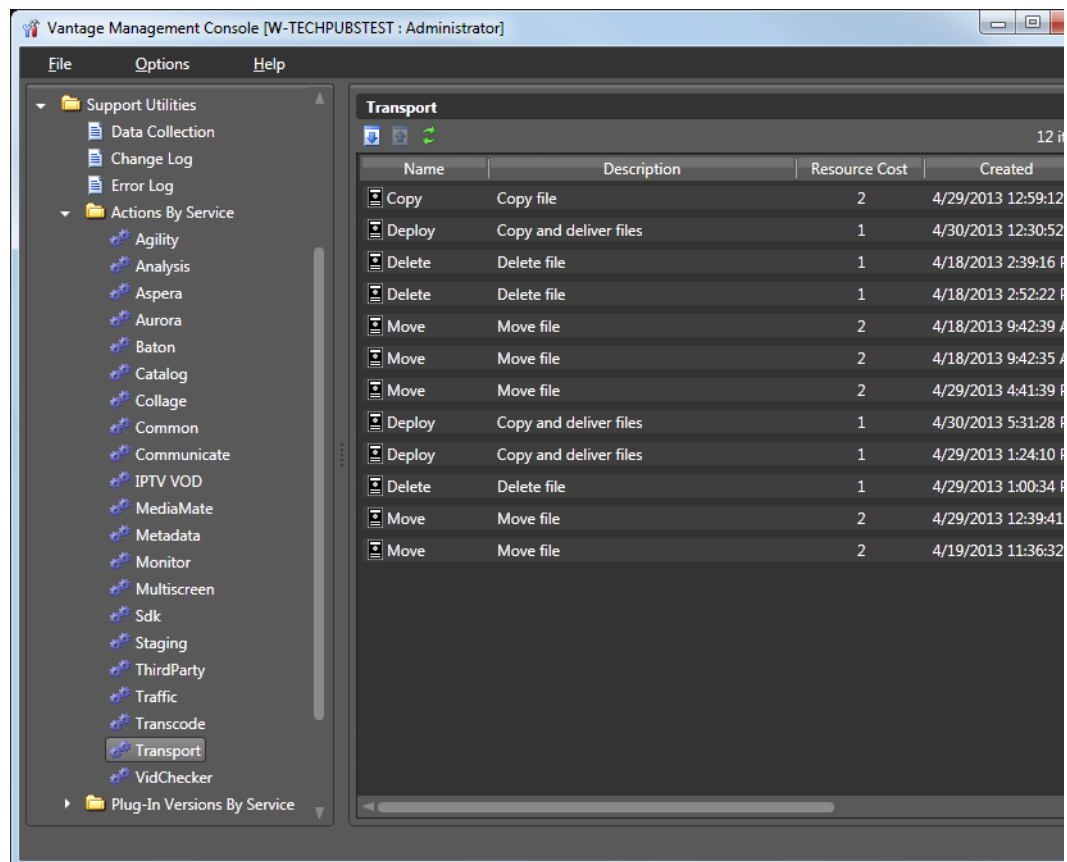 Vantage Management Console [W-TECHPUBSTEST : Administrator]
File Options Help
Support Utilities
Data Collection
Change Log
Error Log
Actions By Service
Agility
Analysis
Aspera
Aurora
Baton
Catalog
Collage
Common
Communicate
IPTV VOD
MediaMate
Metadata
Monitor
Multiscreen
Sdk
Staging
ThirdParty
Traffic
Transcode
Transport
VidChecker
Plug-In Versions By Service
Transport
12 it
Name Description Resource Cost Created
Copy Copy file 2 4/29/2013 12:59:12
Deploy Copy and deliver files 1 4/30/2013 12:30:52
Delete Delete file 1 4/18/2013 2:39:16 P
Delete Delete file 1 4/18/2013 2:52:22 P
Move Move file 2 4/18/2013 9:42:39 A
Move Move file 2 4/18/2013 9:42:35 A
Move Move file 2 4/29/2013 4:41:39 P
Deploy Copy and deliver files 1 4/30/2013 5:31:28 P
Deploy Copy and deliver files 1 4/29/2013 1:24:10 P
Delete Delete file 1 4/29/2013 1:00:34 P
Move Move file 2 4/29/2013 12:39:41
Move Move file 2 4/19/2013 11:36:32